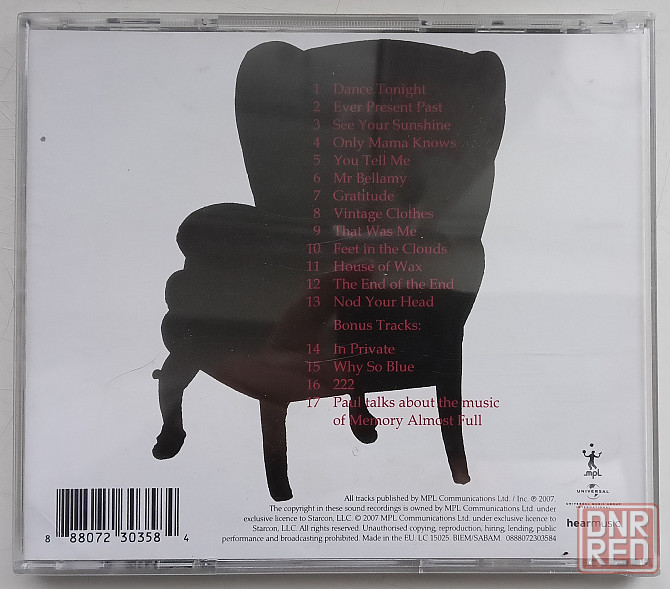 1 Dance Tonight
2 Ever Present Past
3 See Your Sunshine
4 Only Mama Knows
5 You Tell Me
6 Mr Bellamy
7 Gratitude
8 Vintage Clothes
9 That Was Me
10 Feet in the Clouds
11 House of Wax
12 The End of the End
13 Nod Your Head
Bonus Tracks:
14 In Private
15 Why So Blue
16 222
17 Paul talks about the music
of Memory Almost Full
mpL
UNIVERSAL
UNIVERSAL MUSIC GROUP
INTERNATIONAL
hearmusic
All tracks published by MPL Communications Ltd. / Inc. ℗ 2007.
The copyright in these sound recordings is owned by MPL Communications Ltd. under
exclusive licence to Starcon, LLC. © 2007 MPL Communications Ltd. under exclusive licence to
Starcon, LLC. All rights reserved. Unauthorised copying, reproduction, hiring, lending, public
performance and broadcasting prohibited. Made in the EU. LC 15025. BIEM/SABAM. 0888072303584
8 88072 30358 4
DNR
RED